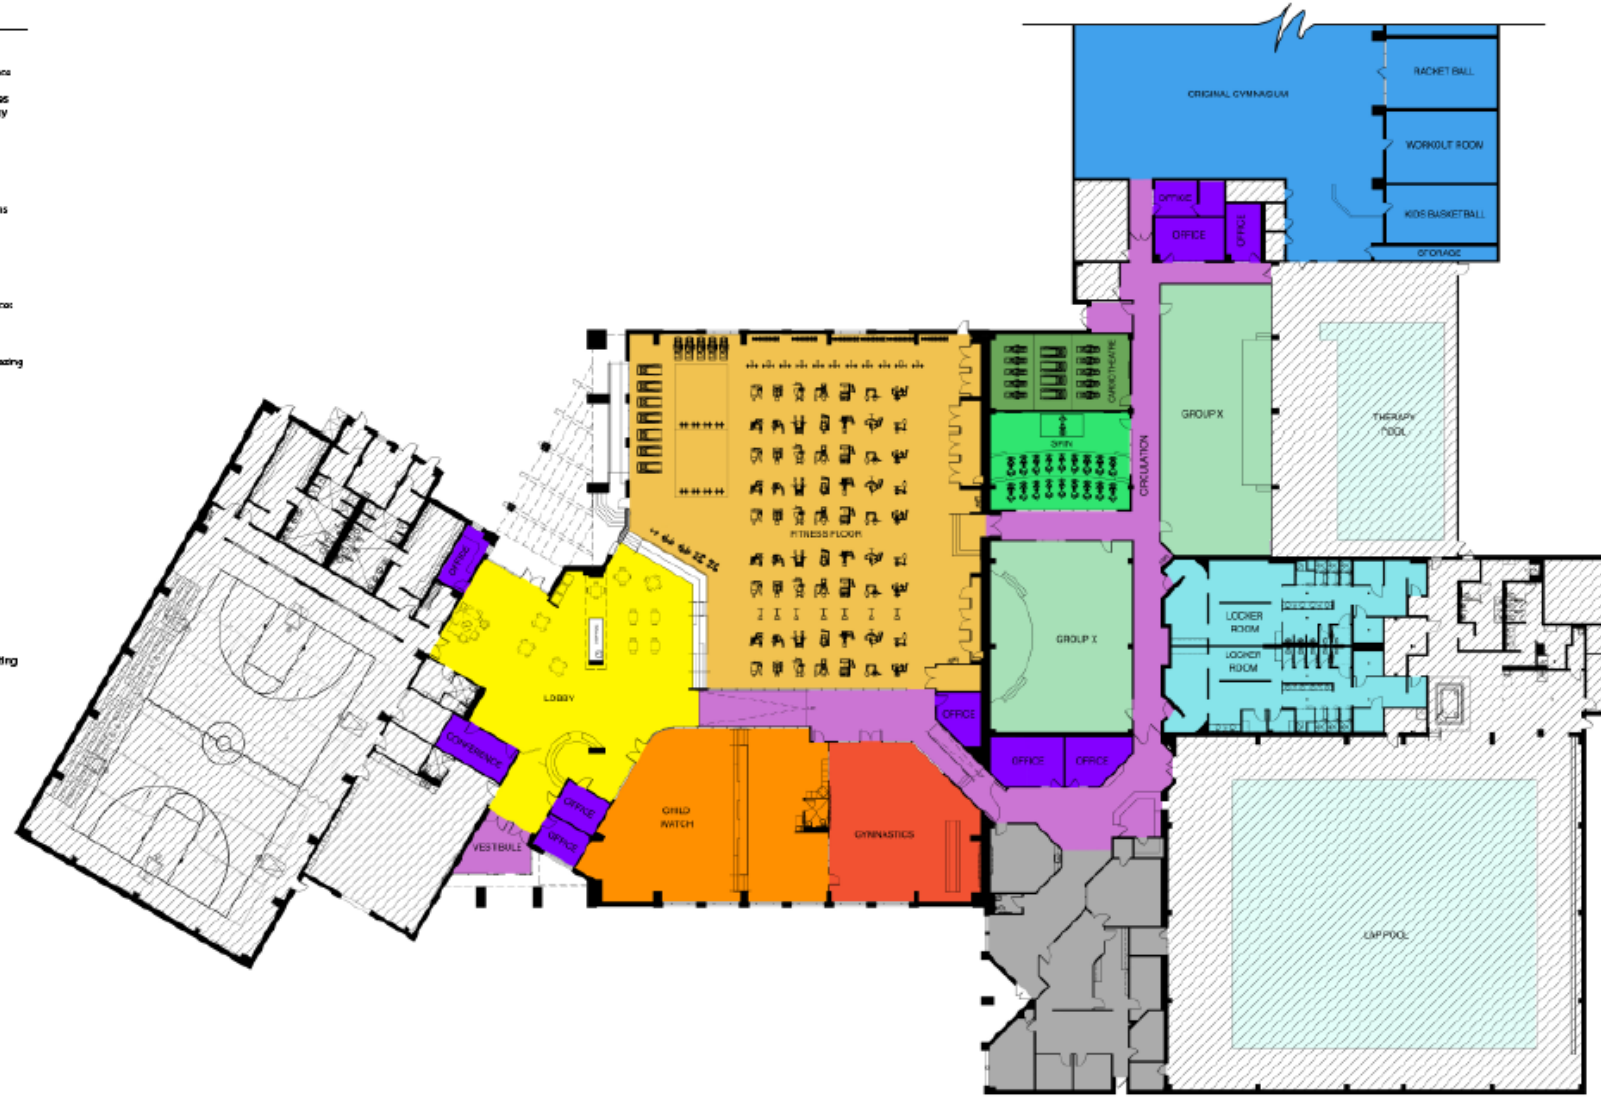 ORIGINAL GYMNASIUM
RACKET BALL
WORKOUT ROOM
KIDS BASKETBALL
STORAGE
OFFICE
OFFICE
OFFICE
CARDIO THEATRE
GROUP X
THERAPY
POOL
SPIN
CIRCULATION
FITNESS FLOOR
OFFICE
LOCKER
ROOM
LOCKER
ROOM
GROUP X
LOBBY
OFFICE
CONFERENCE
OFFICE
OFFICE
OFFICE
OFFICE
CHILD
WATCH
GYMNASTICS
VESTIBULE
LAP POOL